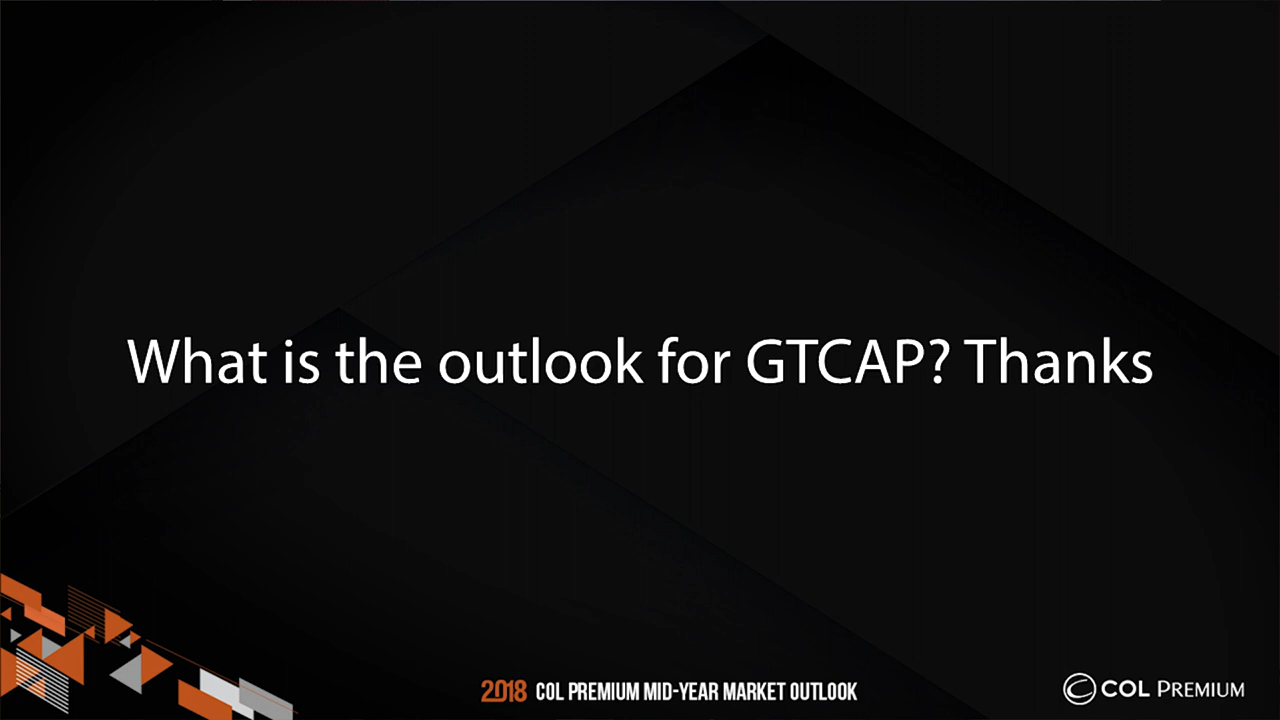 What is the outlook for GTCAP? Thanks
2018 COL PREMIUM MID-YEAR MARKET OUTLOOK
COL PREMIUM